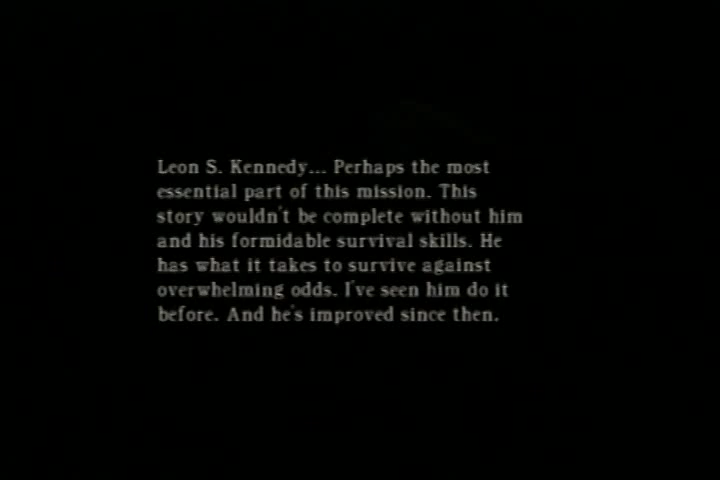 Leon S. Kennedy... Perhaps the most
essential part of this mission. This
story wouldn't be complete without him
and his formidable survival skills. He
has what it takes to survive against
overwhelming odds. I've seen him do it
before. And he's improved since then.